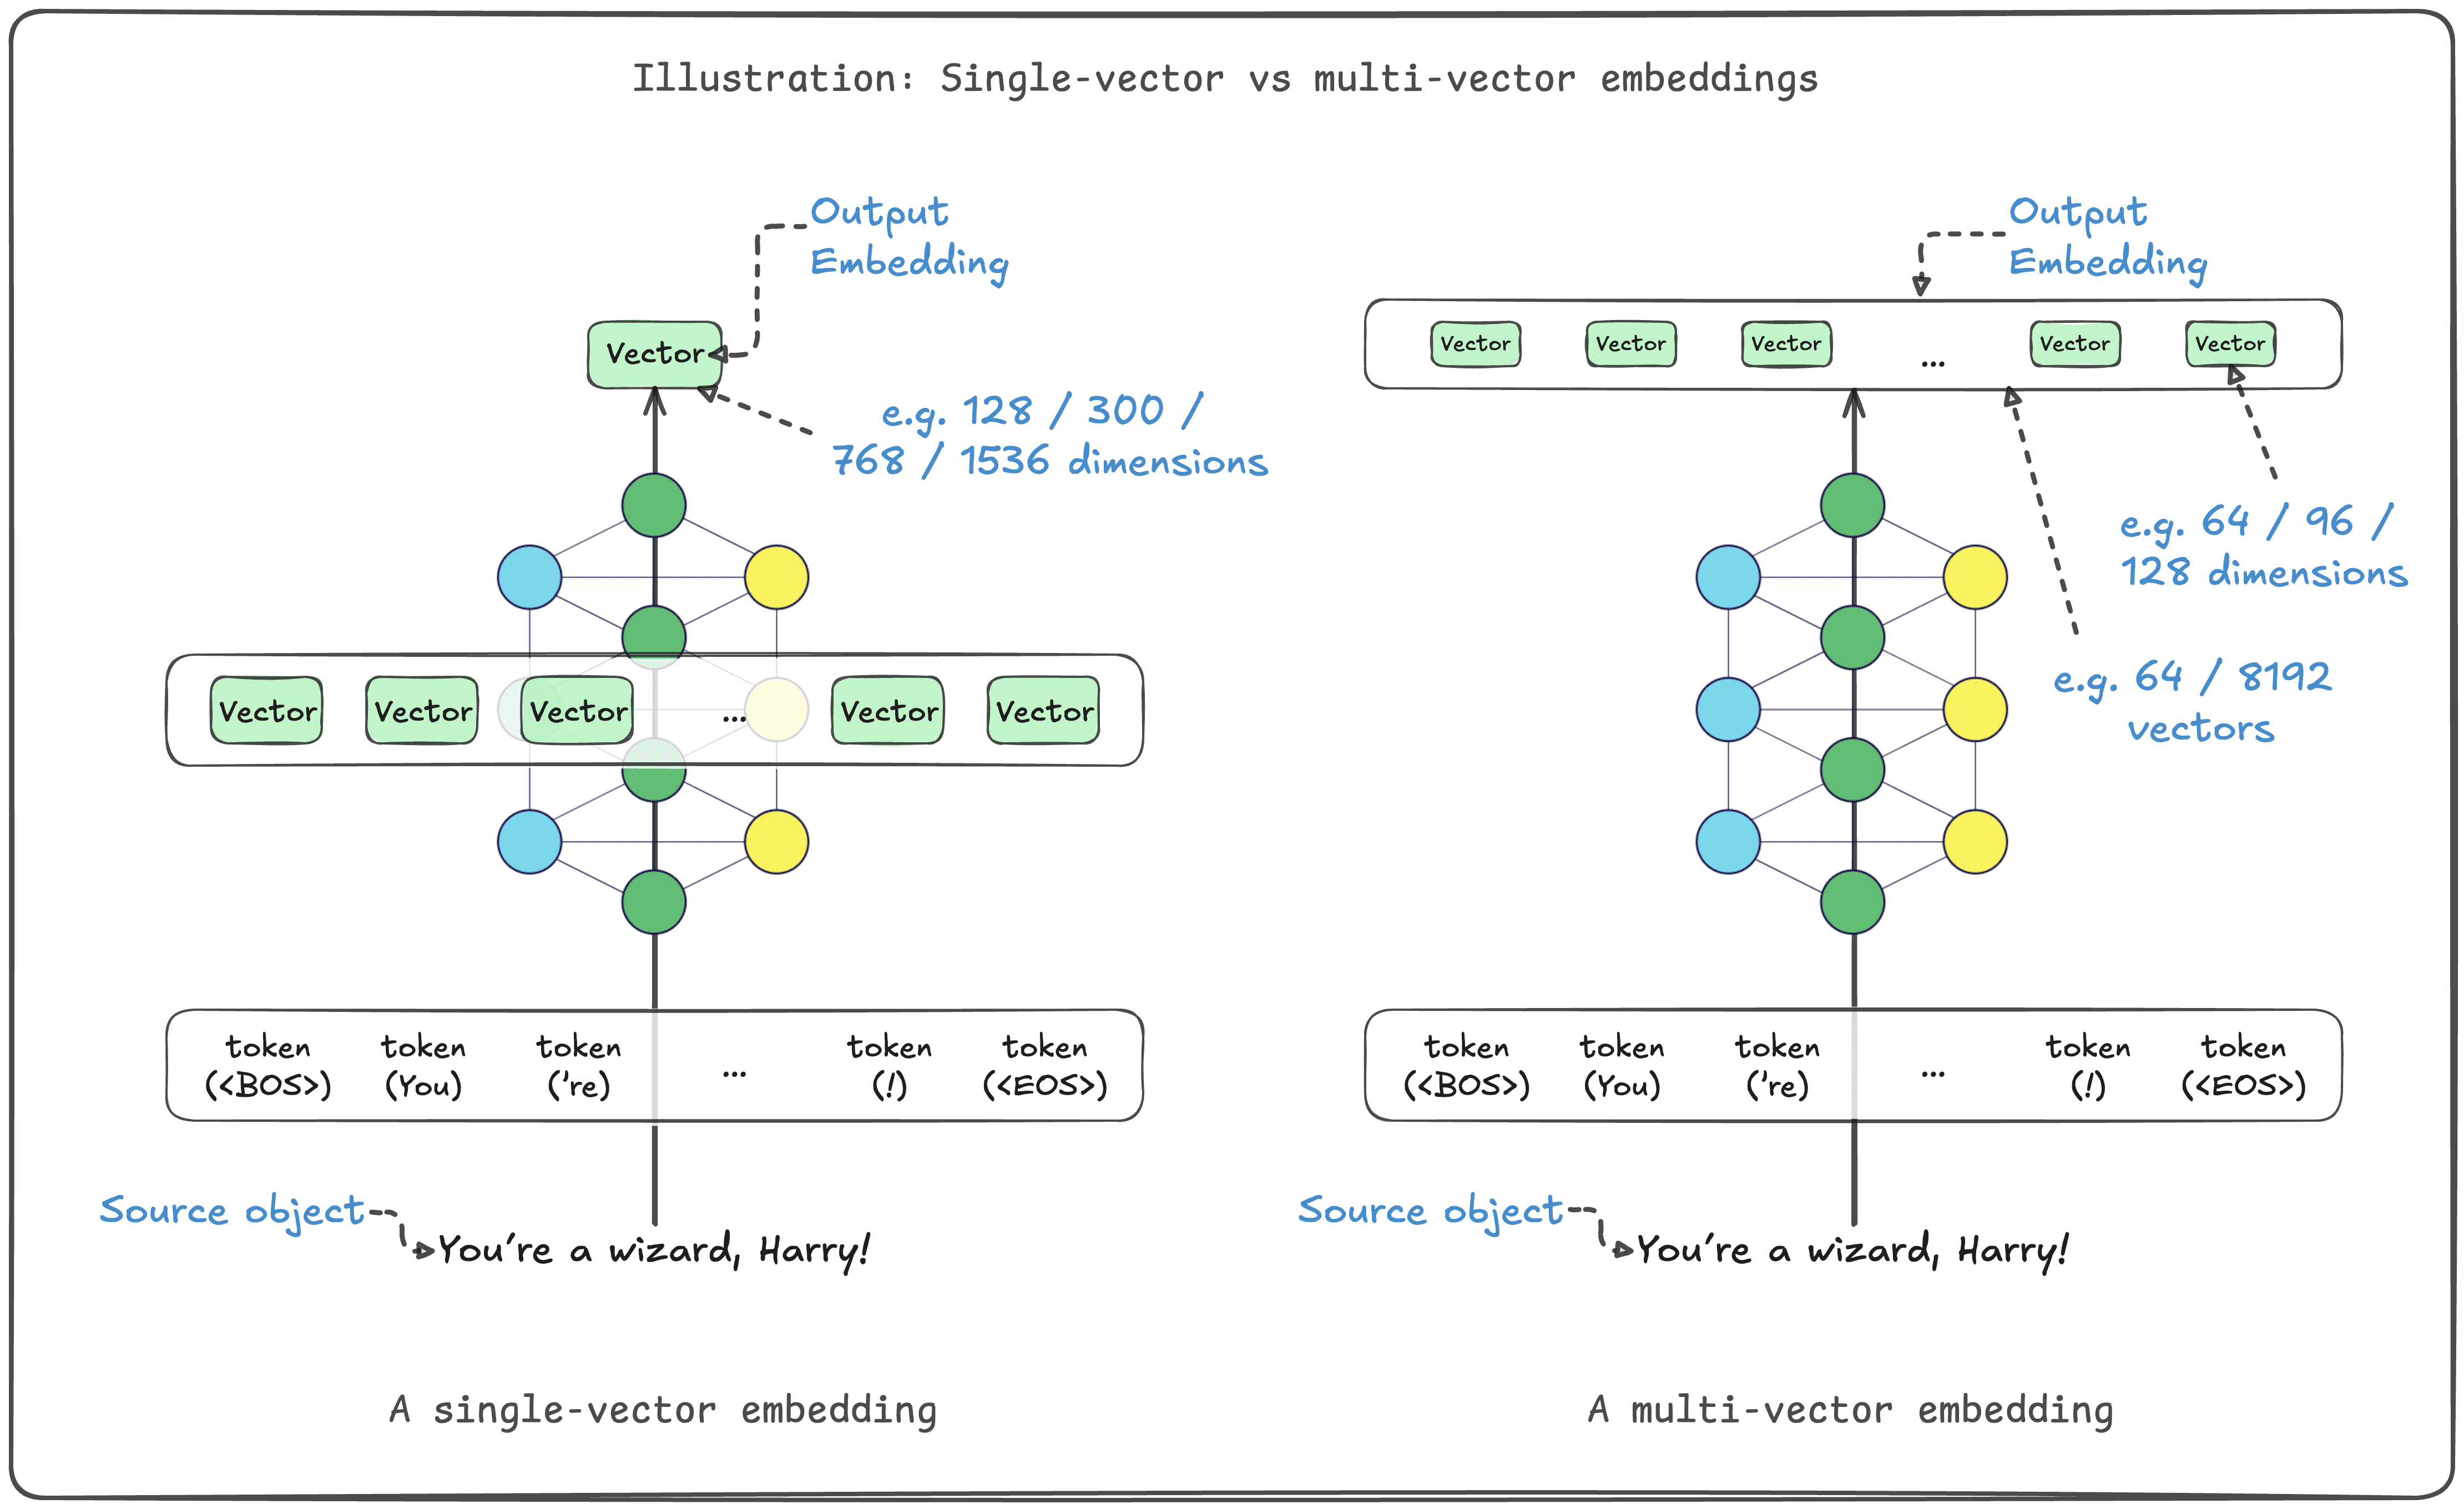 Illustration: Single-vector vs multi-vector embeddings
Output
Embedding
Vector
e.g. 128 / 300 /
768 / 1536 dimensions
Vector Vector Vector ... Vector Vector
token token token ... token token
(<BOS>) (You) ('re) (!) (<EOS>)
Source object
You're a wizard, Harry!
A single-vector embedding
Output
Embedding
Vector Vector Vector ... Vector Vector
e.g. 64 / 96 /
128 dimensions
e.g. 64 / 8192
vectors
token token token ... token token
(<BOS>) (You) ('re) (!) (<EOS>)
Source object
You're a wizard, Harry!
A multi-vector embedding